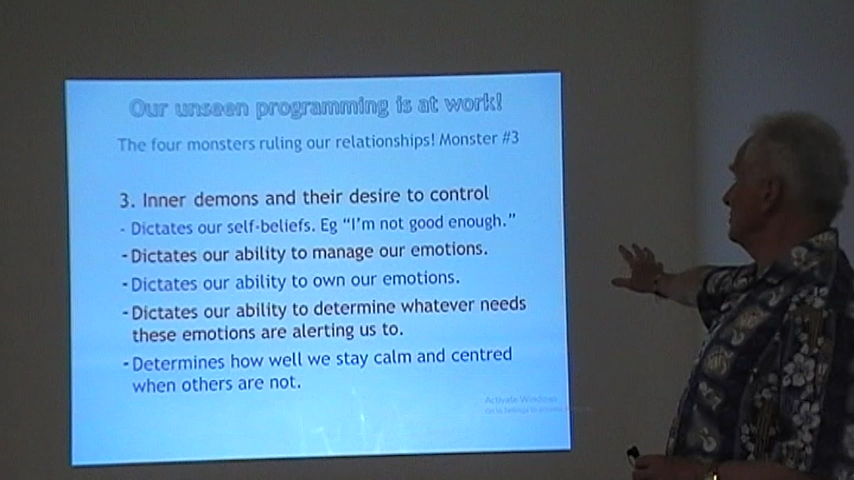 Our unseen programming is at work!
The four monsters ruling our relationships! Monster #3
3. Inner demons and their desire to control
- Dictates our self-beliefs. Eg “I’m not good enough.”
- Dictates our ability to manage our emotions.
- Dictates our ability to own our emotions.
- Dictates our ability to determine whatever needs
these emotions are alerting us to.
- Determines how well we stay calm and centred
when others are not.
Activate Windows